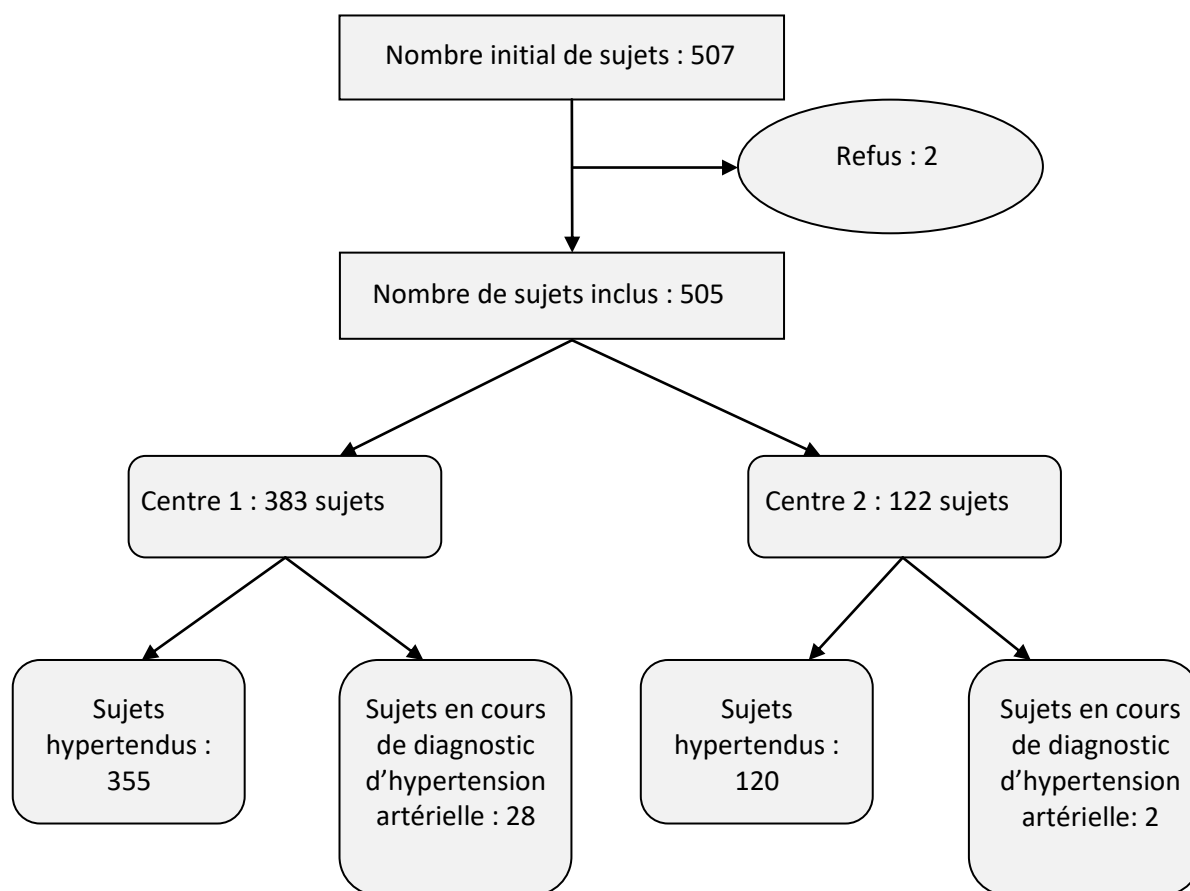 Nombre initial de sujets : 507
Refus : 2
Nombre de sujets inclus : 505
Centre 1 : 383 sujets
Centre 2 : 122 sujets
Sujets
hypertendus :
355
Sujets en cours
de diagnostic
d’hypertension
artérielle : 28
Sujets
hypertendus :
120
Sujets en cours
de diagnostic
d’hypertension
artérielle: 2